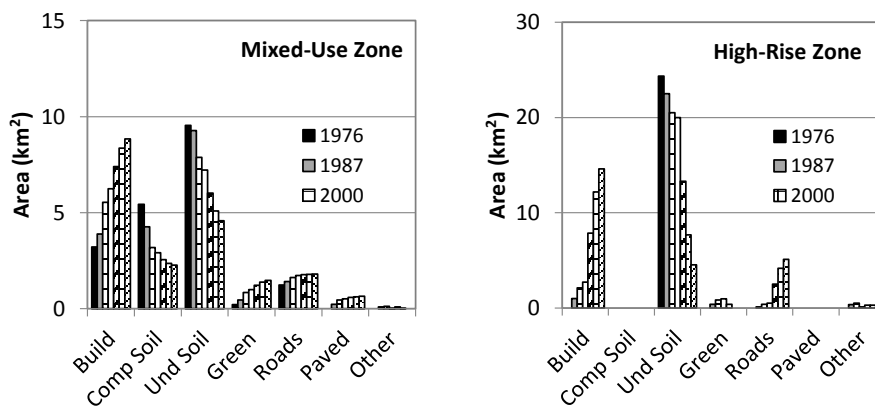 Mixed-Use Zone
Area (km²)
15
10
5
0
1976
1987
2000
Build
Comp Soil
Und Soil
Green
Roads
Paved
Other
High-Rise Zone
Area (km²)
30
20
10
0
1976
1987
2000
Build
Comp Soil
Und Soil
Green
Roads
Paved
Other